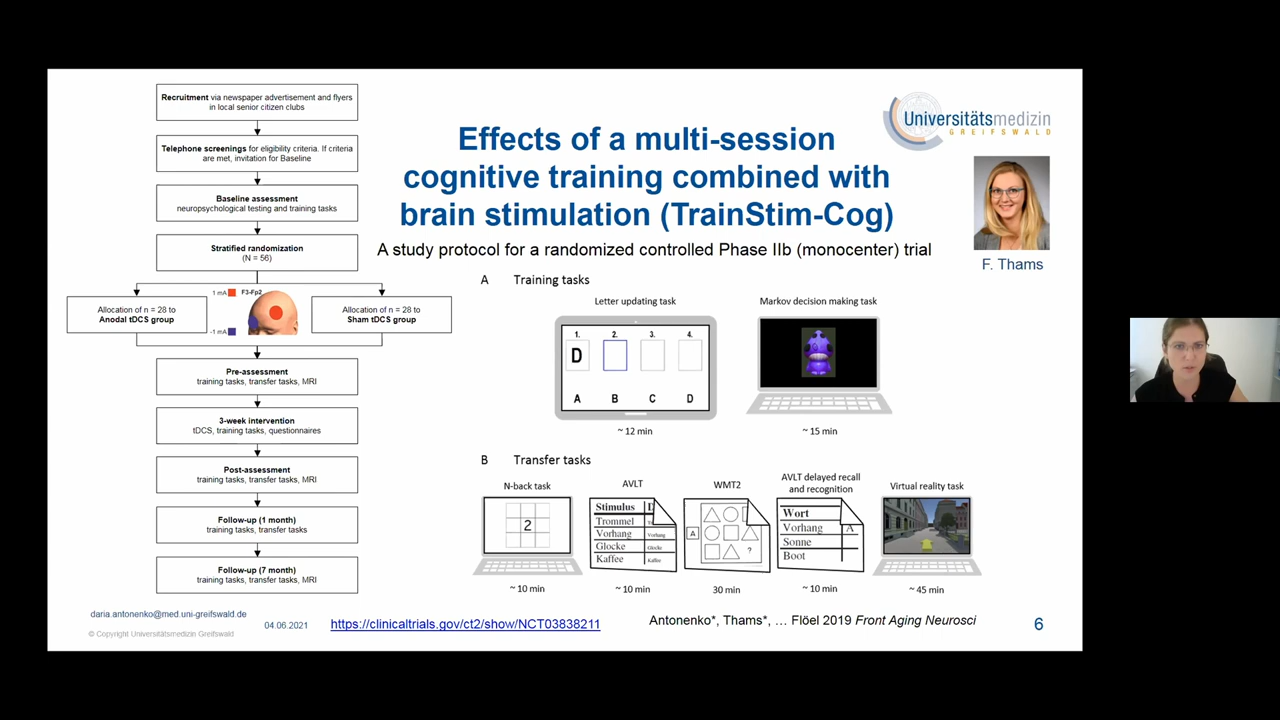 Recruitment via newspaper advertisement and flyers
in local senior citizen clubs
Telephone screenings for eligibility criteria. If criteria
are met, invitation for Baseline
Baseline assessment
neuropsychological testing and training tasks
Stratified randomization
(N = 56)
1 mA
F3-Fp2
-1 mA
Allocation of n = 28 to
Anodal tDCS group
Allocation of n = 28 to
Sham tDCS group
Pre-assessment
training tasks, transfer tasks, MRI
3-week intervention
tDCS, training tasks, questionnaires
Post-assessment
training tasks, transfer tasks, MRI
Follow-up (1 month)
training tasks, transfer tasks
Follow-up (7 month)
training tasks, transfer tasks, MRI
Effects of a multi-session
cognitive training combined with
brain stimulation (TrainStim-Cog)
A study protocol for a randomized controlled Phase IIb (monocenter) trial
Universitätsmedizin
GREIFSWALD
F. Thams
A Training tasks
Letter updating task
1. 2. 3. 4.
D
A B C D
~ 12 min
Markov decision making task
~ 15 min
B Transfer tasks
N-back task
2
~ 10 min
AVLT
Stimulus
Trommel
Vorhang Vorhang
Glocke Glocke
Kaffee Kaffee
~ 10 min
WMT2
A
?
30 min
AVLT delayed recall
and recognition
Wort
Vorhang A
Sonne
Boot
~ 10 min
Virtual reality task
~ 45 min
daria.antonenko@med.uni-greifswald.de
© Copyright Universitätsmedizin Greifswald
04.06.2021
https://clinicaltrials.gov/ct2/show/NCT03838211
Antonenko*, Thams*, … Flöel 2019 Front Aging Neurosci
6